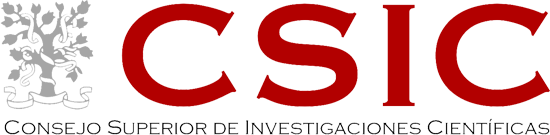 CSIC
CONSEJO SUPERIOR DE INVESTIGACIONES CIENTÍFICAS